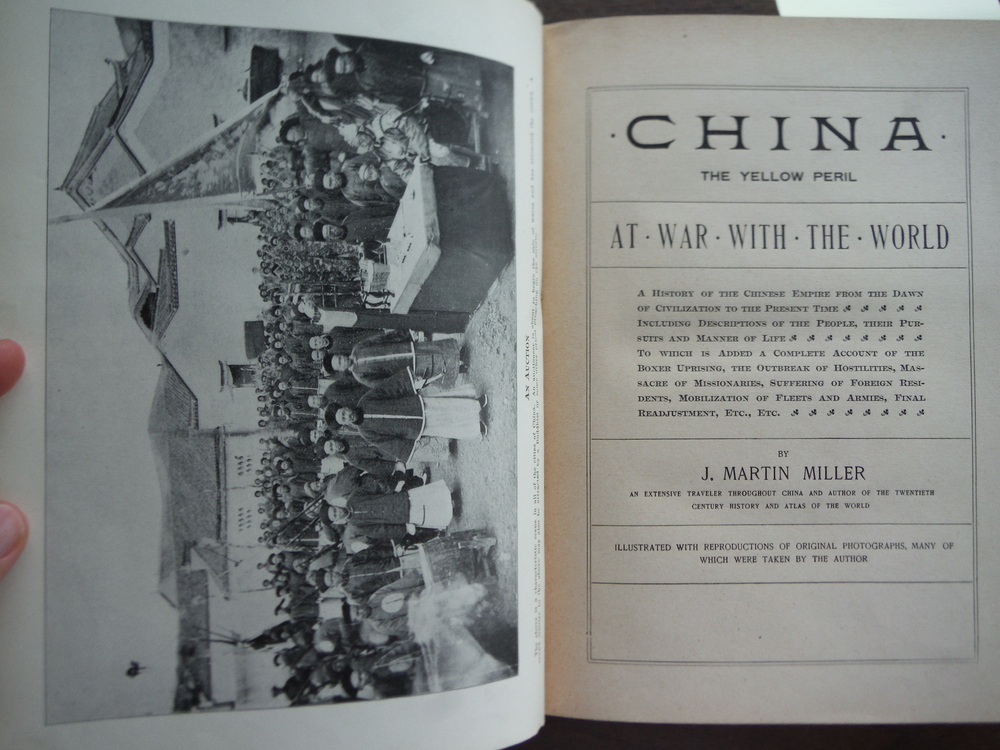 AN AUCTION
· CHINA ·
THE YELLOW PERIL
AT · WAR · WITH · THE · WORLD
A HISTORY OF THE CHINESE EMPIRE FROM THE DAWN
OF CIVILIZATION TO THE PRESENT TIME
INCLUDING DESCRIPTIONS OF THE PEOPLE, THEIR PUR-
SUITS AND MANNER OF LIFE
TO WHICH IS ADDED A COMPLETE ACCOUNT OF THE
BOXER UPRISING, THE OUTBREAK OF HOSTILITIES, MAS-
SACRE OF MISSIONARIES, SUFFERING OF FOREIGN RESI-
DENTS, MOBILIZATION OF FLEETS AND ARMIES, FINAL
READJUSTMENT, ETC., ETC.
BY
J. MARTIN MILLER
AN EXTENSIVE TRAVELER THROUGHOUT CHINA AND AUTHOR OF THE TWENTIETH
CENTURY HISTORY AND ATLAS OF THE WORLD
ILLUSTRATED WITH REPRODUCTIONS OF ORIGINAL PHOTOGRAPHS, MANY OF
WHICH WERE TAKEN BY THE AUTHOR